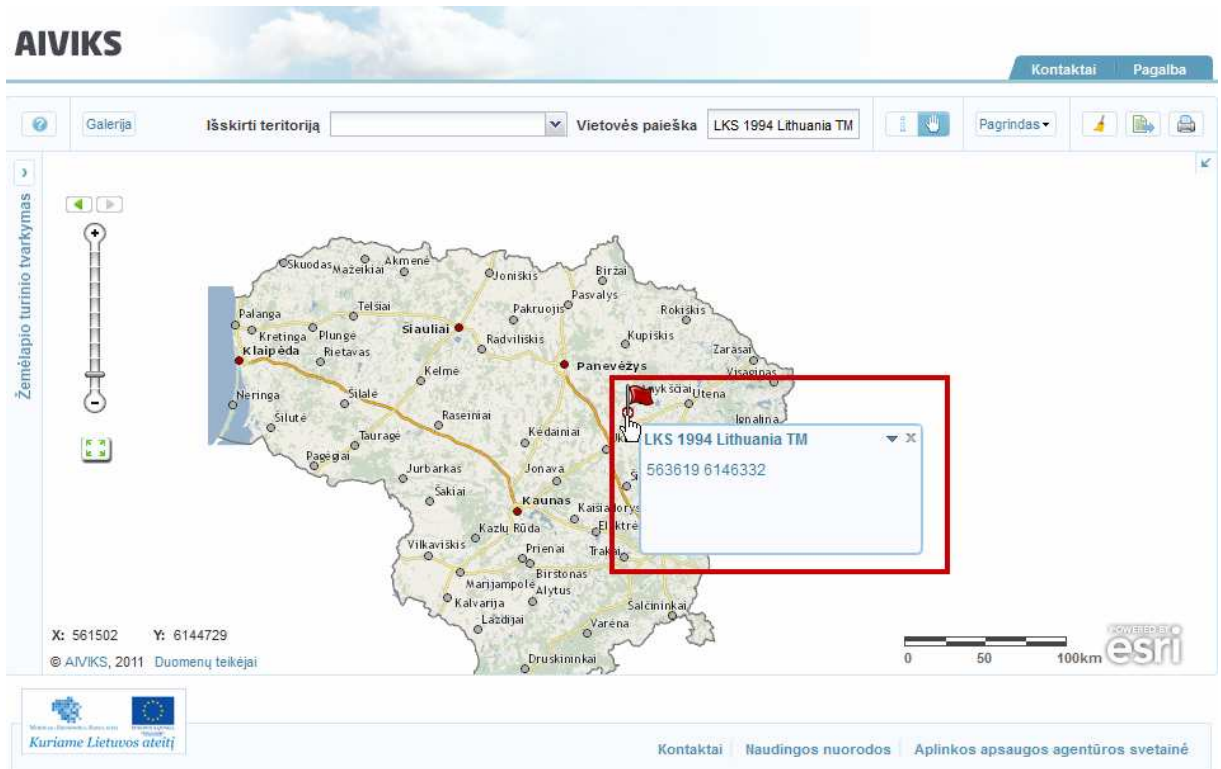 AIVIKS
Kontaktai Pagalba
Galerija Išskirti teritoriją Vietovės paieška LKS 1994 Lithuania TM Pagrindas
Žemėlapio turinio tvarkymas
Skuodas Mažeikiai Akmenė
Joniškis
Biržai
Pasvalys
Palanga
Telšiai
Pakruojis
Rokiškis
Kretinga Plungė
Šiauliai
Radviliškis
Kupiškis
Klaipėda Rietavas
Zarasai
Kelmė
Panevėžys
Visaginas
Neringa
Šilalė
Utena
Šilutė
Raseiniai
Ignalina
Tauragė
Kėdainiai
LKS 1994 Lithuania TM
563619 6146332
Pagėgiai
Jurbarkas
Jonava
Šakiai
Kaunas
Kazlų Rūda
Vilkaviškis
Prienai
Trakai
Birštonas
Marijampolė
Alytus
Kalvarija
Šalčininkai
Lazdijai
Varėna
Druskininkai
X: 561502 Y: 6144729
© AIVIKS, 2011 Duomenų teikėjai
0 50 100km
POWERED BY
esri
Kuriame Lietuvos ateitį
Kontaktai Naudingos nuorodos Aplinkos apsaugos agentūros svetainė